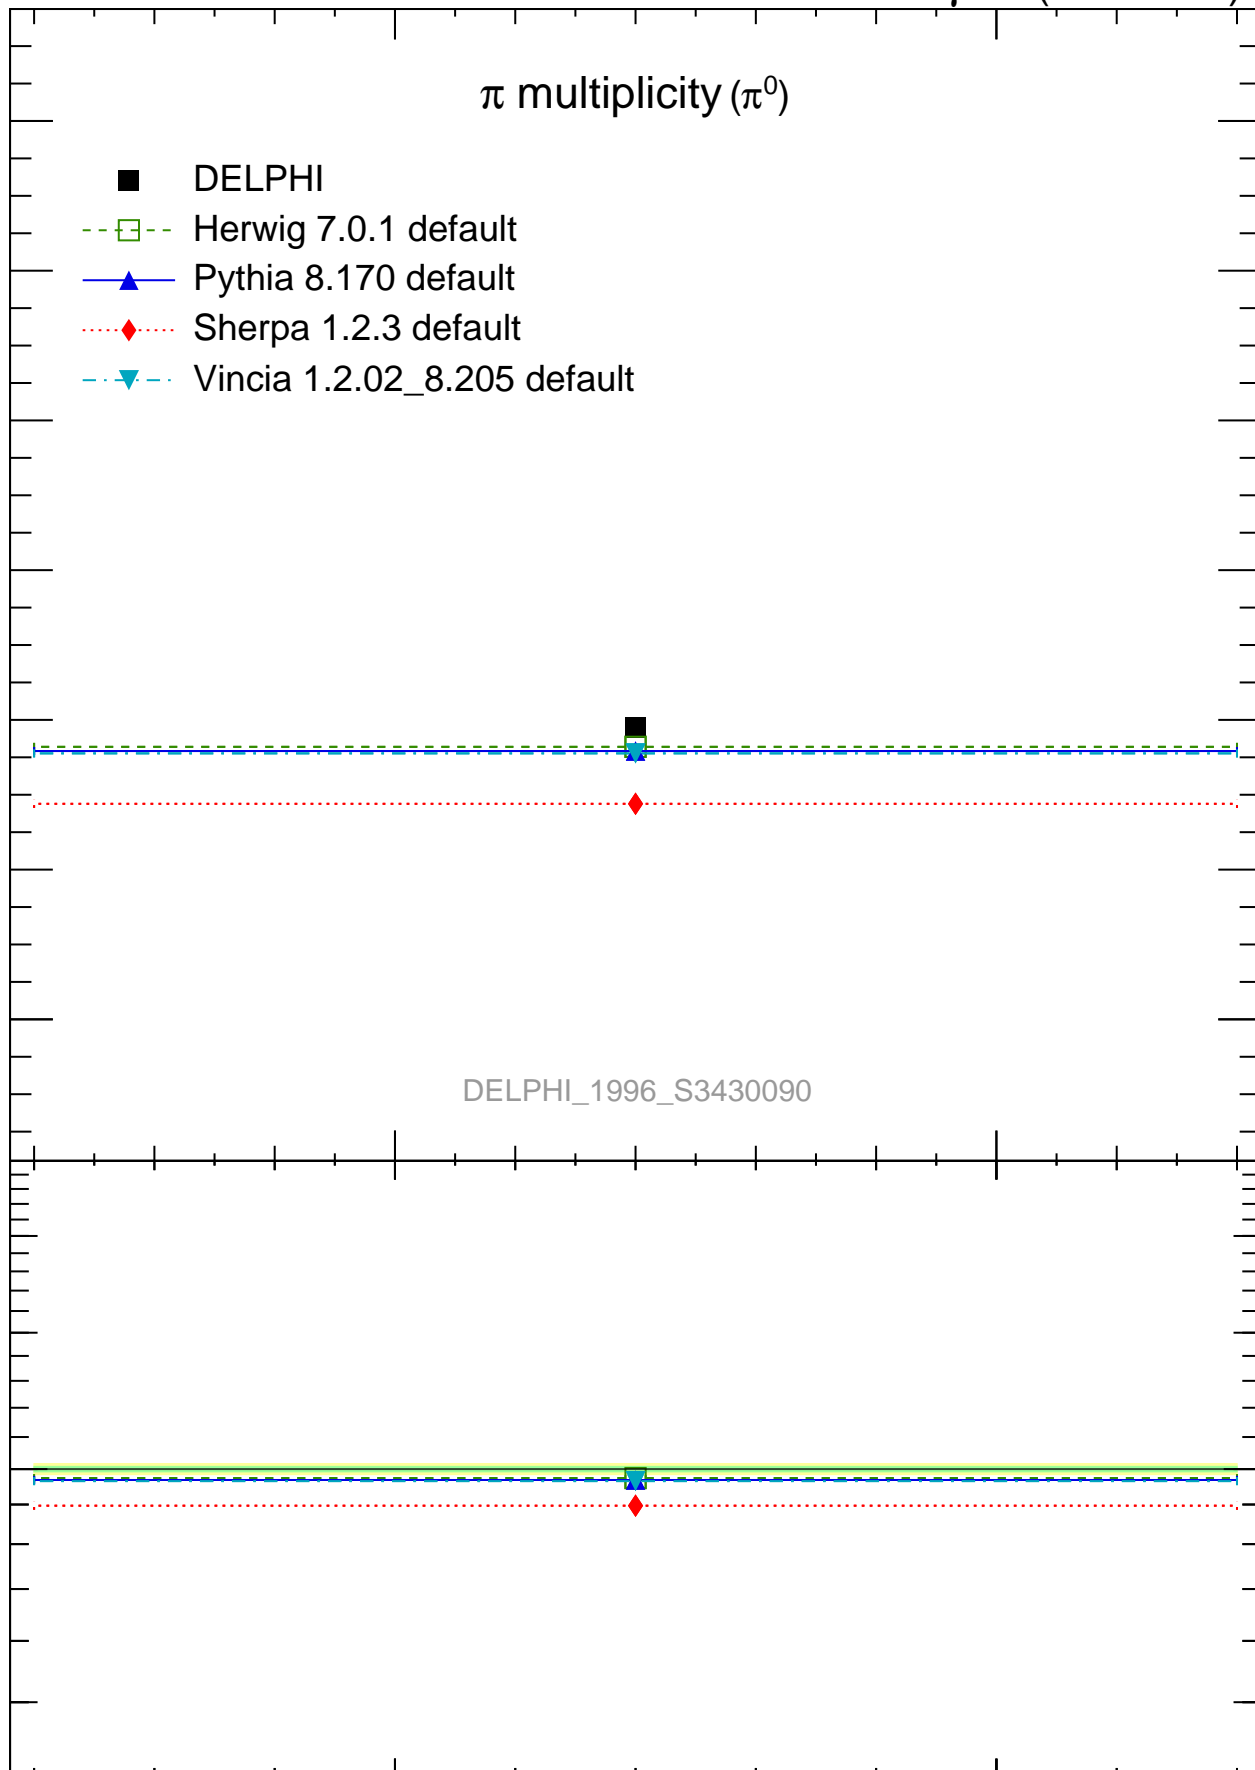 π multiplicity (π⁰)
DELPHI
Herwig 7.0.1 default
Pythia 8.170 default
Sherpa 1.2.3 default
Vincia 1.2.02_8.205 default
DELPHI_1996_S3430090